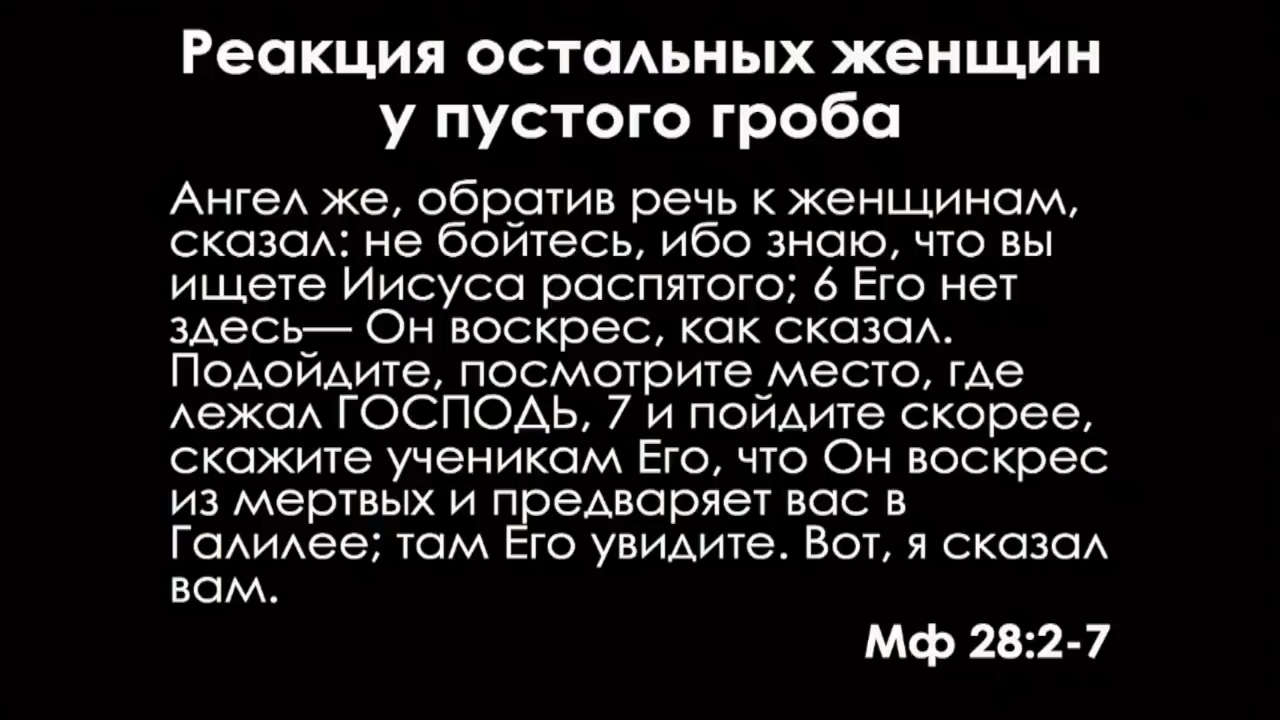 Реакция остальных женщин
у пустого гроба
Ангел же, обратив речь к женщинам,
сказал: не бойтесь, ибо знаю, что вы
ищете Иисуса распятого; 6 Его нет
здесь— Он воскрес, как сказал.
Подойдите, посмотрите место, где
лежал ГОСПОДЬ, 7 и пойдите скорее,
скажите ученикам Его, что Он воскрес
из мертвых и предваряет вас в
Галилее; там Его увидите. Вот, я сказал
вам.
Мф 28:2-7